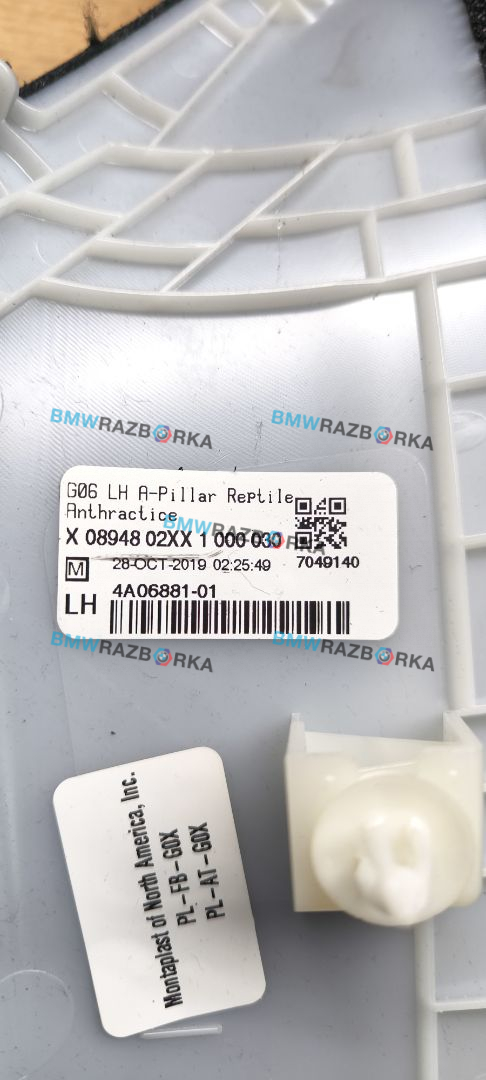 BMWRAZBORKA
BMWRAZBORKA
G06 LH A-Pillar Reptile
Anthractice
BMWRAZBORKA
X 08948 02XX 1 000 030
M 28-OCT-2019 02:25:49 7049140
LH 4A06881-01
BMWRAZBORKA
BMWRAZBORKA
Montaplast of North America, Inc.
PL-FB-G0X
PL-AT-G0X